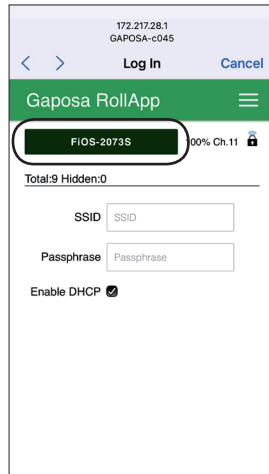 172.217.28.1
GAPOSA-c045
Log In
Cancel
Gaposa RollApp
FiOS-2073S
100% Ch.11
Total:9 Hidden:0
SSID SSID
Passphrase Passphrase
Enable DHCP